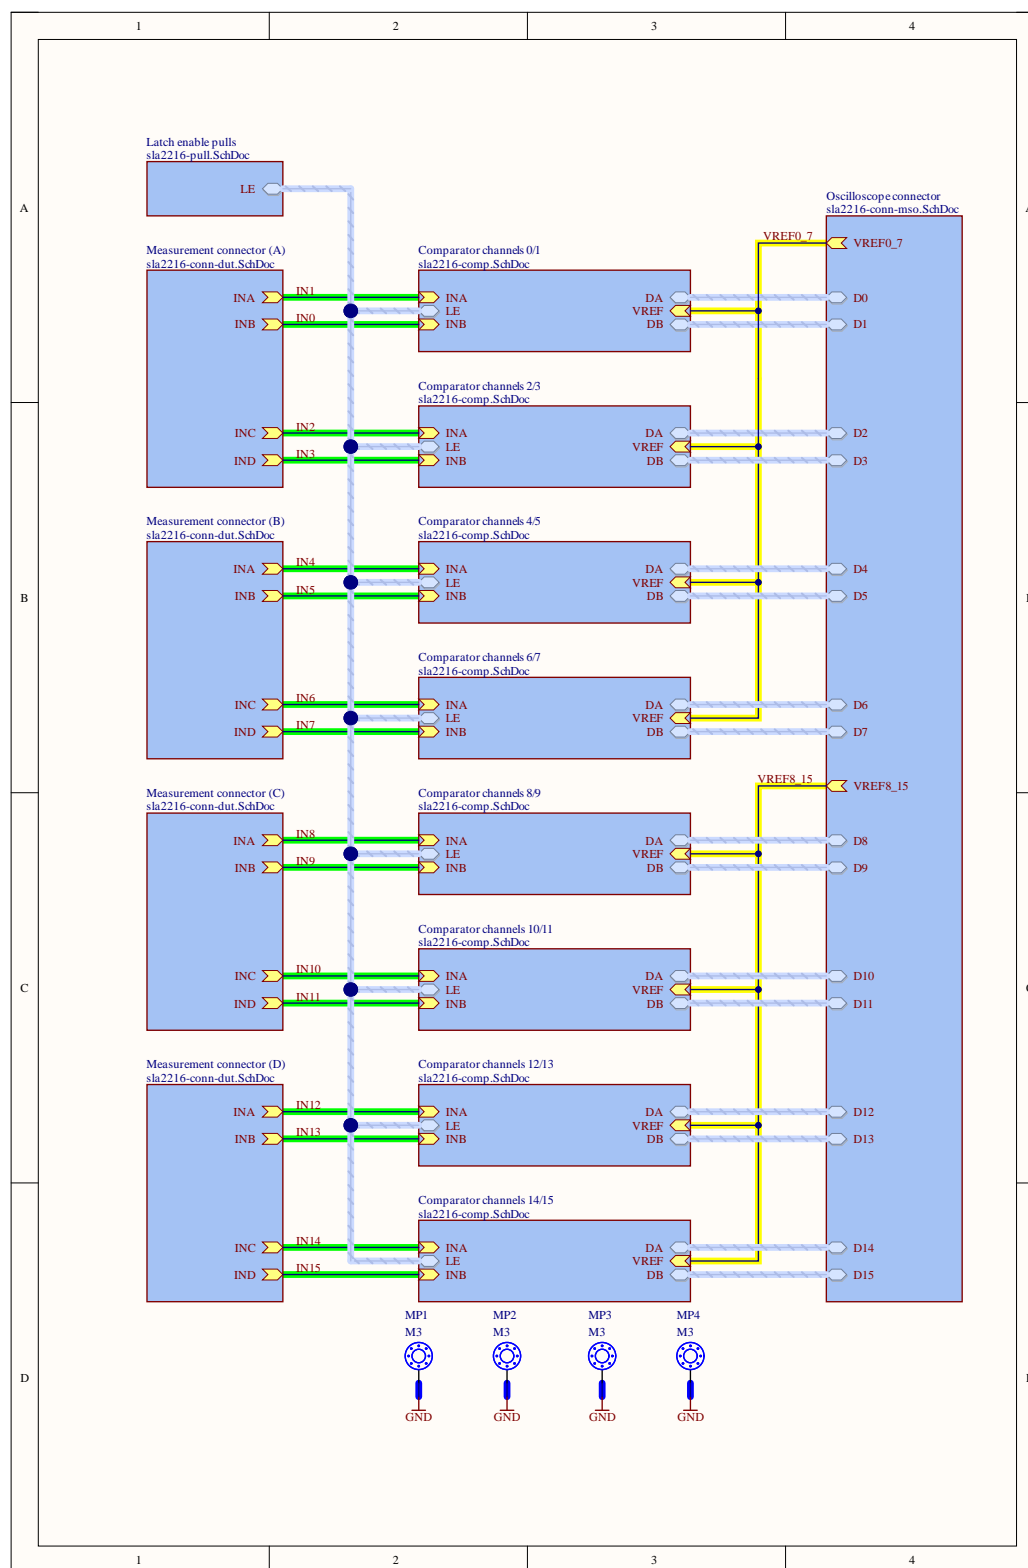 1 2 3 4
Latch enable pulls
sla2216-pull.SchDoc
LE
A
Oscilloscope connector
sla2216-conn-mso.SchDoc
VREF0_7 VREF0_7
Measurement connector (A)
sla2216-conn-dut.SchDoc
Comparator channels 0/1
sla2216-comp.SchDoc
INA IN1 INA DA D0
LE VREF
INB IN0 INB DB D1
Comparator channels 2/3
sla2216-comp.SchDoc
INC IN2 INA DA D2
LE VREF
IND IN3 INB DB D3
Measurement connector (B)
sla2216-conn-dut.SchDoc
Comparator channels 4/5
sla2216-comp.SchDoc
INA IN4 INA DA D4
LE VREF
INB IN5 INB DB D5
B
Comparator channels 6/7
sla2216-comp.SchDoc
INC IN6 INA DA D6
LE VREF
IND IN7 INB DB D7
VREF8_15 VREF8_15
Measurement connector (C)
sla2216-conn-dut.SchDoc
Comparator channels 8/9
sla2216-comp.SchDoc
INA IN8 INA DA D8
LE VREF
INB IN9 INB DB D9
Comparator channels 10/11
sla2216-comp.SchDoc
INC IN10 INA DA D10
C LE VREF
IND IN11 INB DB D11
Measurement connector (D)
sla2216-conn-dut.SchDoc
Comparator channels 12/13
sla2216-comp.SchDoc
INA IN12 INA DA D12
LE VREF
INB IN13 INB DB D13
Comparator channels 14/15
sla2216-comp.SchDoc
INC IN14 INA DA D14
LE VREF
IND IN15 INB DB D15
MP1 MP2 MP3 MP4
M3 M3 M3 M3
D
GND GND GND GND
1 2 3 4